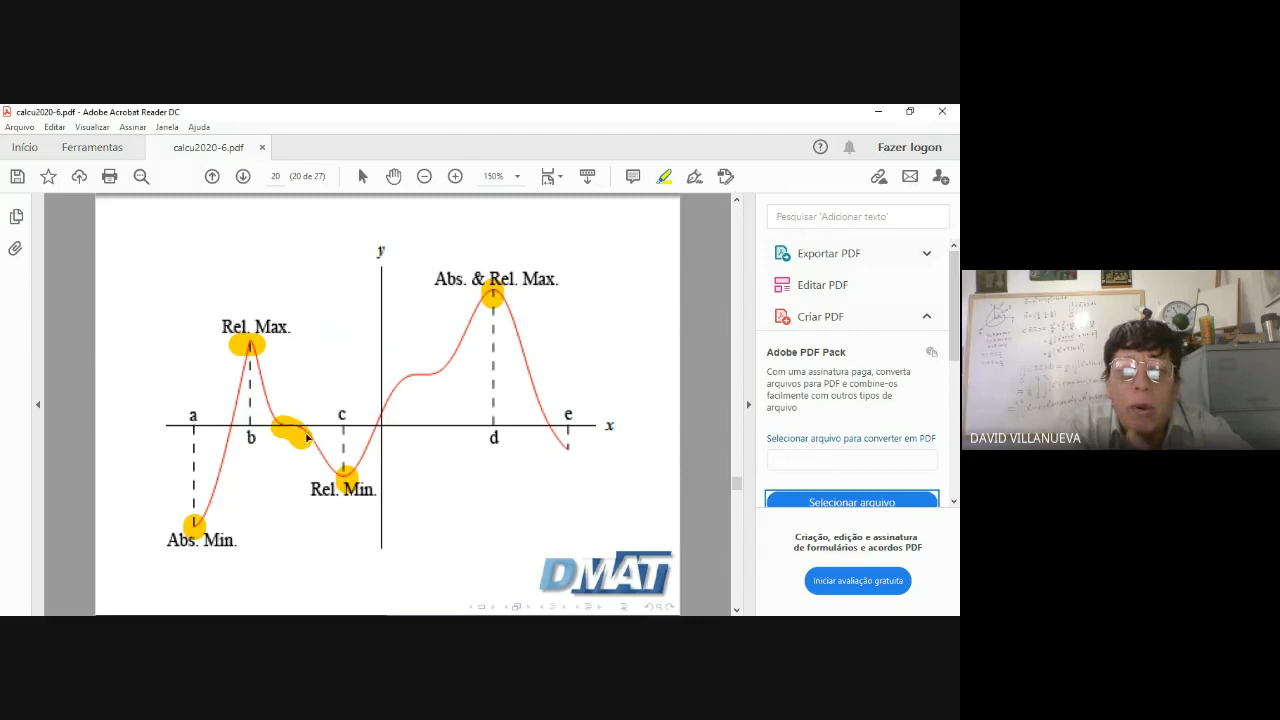 calcu2020-6.pdf - Adobe Acrobat Reader DC
Arquivo Editar Visualizar Assinar Janela Ajuda
Início Ferramentas calcu2020-6.pdf Fazer logon
20 (20 de 27) 150%
Pesquisar 'Adicionar texto'
Exportar PDF
Editar PDF
Criar PDF
Adobe PDF Pack
Com uma assinatura paga, converta
arquivos para PDF e combine-os
facilmente com outros tipos de
arquivo
Selecionar arquivo para converter em PDF
Selecionar arquivo
Criação, edição e assinatura
de formulários e acordos PDF
Iniciar avaliação gratuita
y
Abs. & Rel. Max.
Rel. Max.
a c e
x
b d
Rel. Min.
Abs. Min.
DMAT
DAVID VILLANUEVA